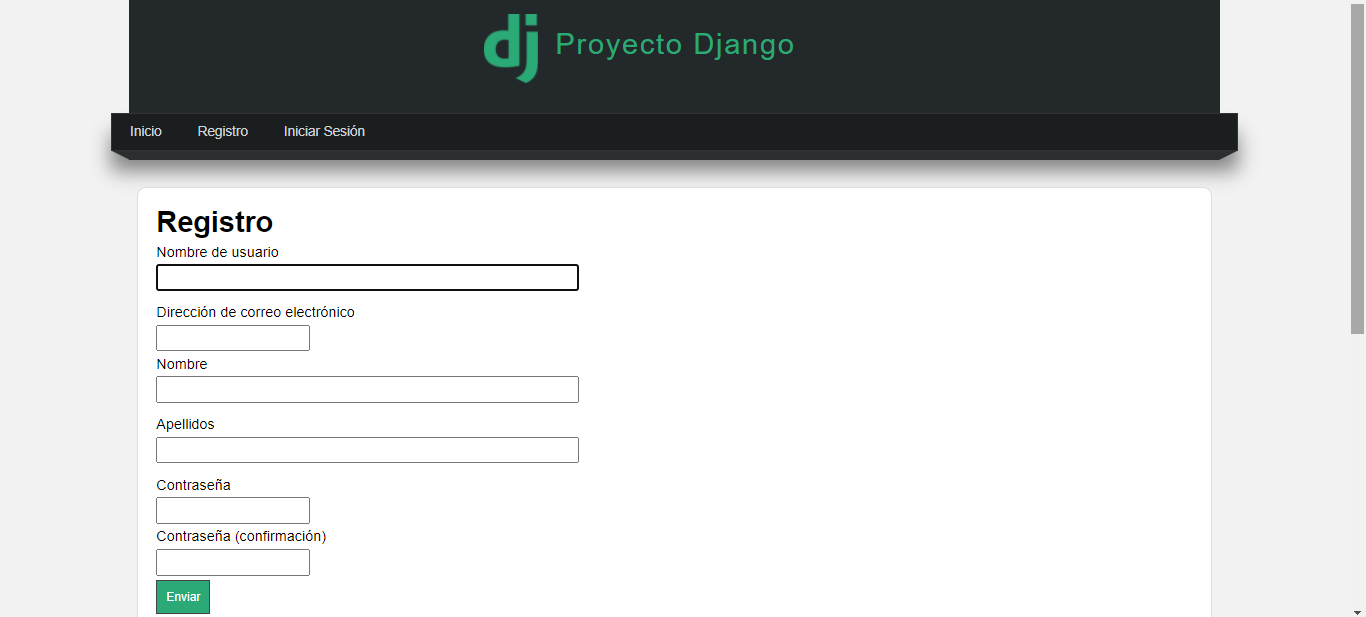 dj Proyecto Django
Inicio Registro Iniciar Sesión
Registro
Nombre de usuario
Dirección de correo electrónico
Nombre
Apellidos
Contraseña
Contraseña (confirmación)
Enviar